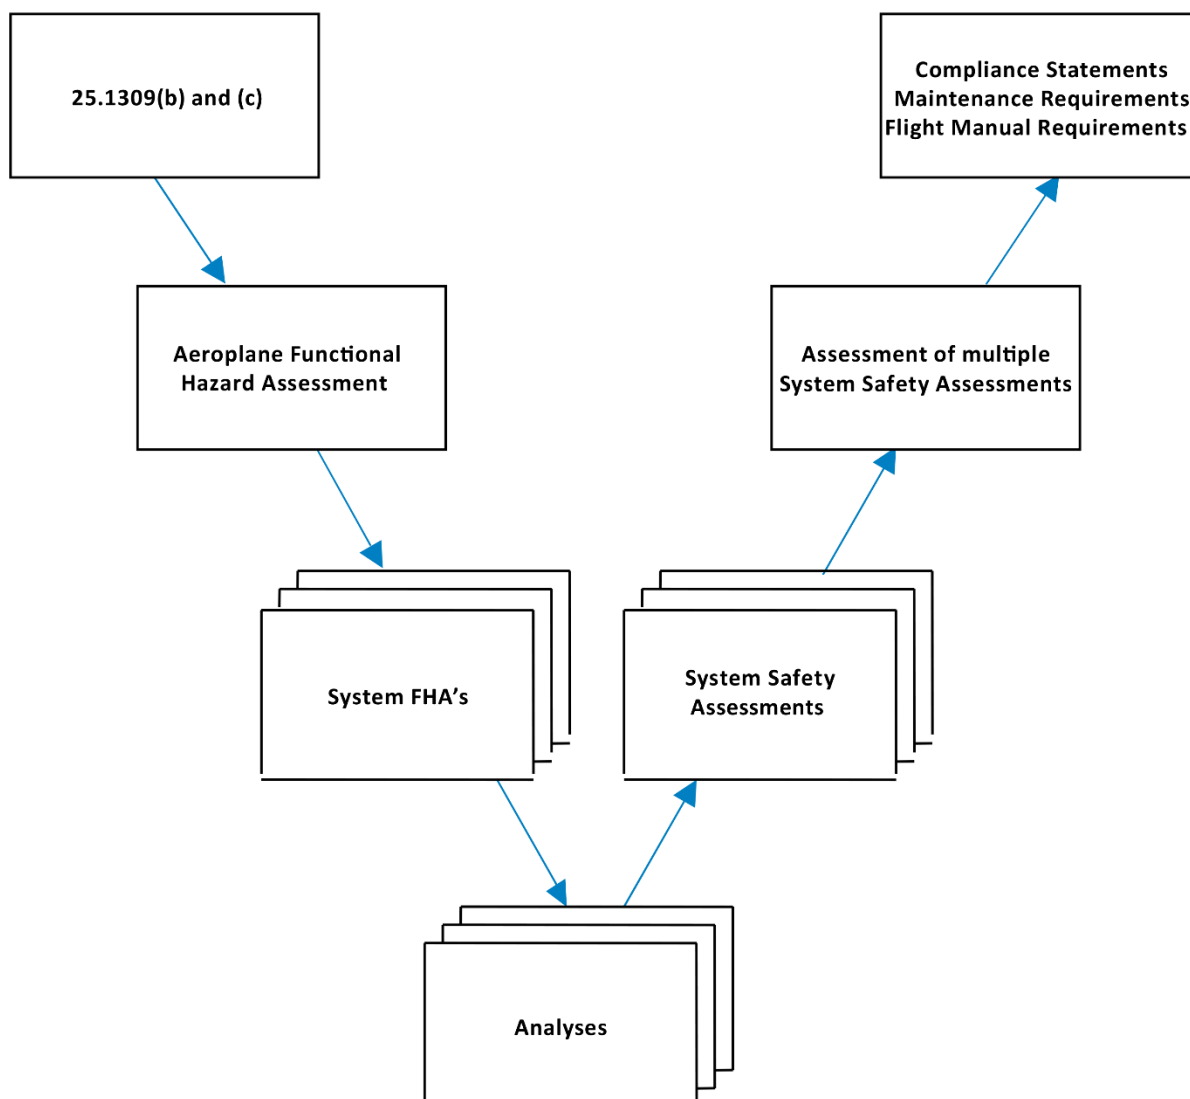 25.1309(b) and (c)
Compliance Statements
Maintenance Requirements
Flight Manual Requirements
Aeroplane Functional
Hazard Assessment
Assessment of multiple
System Safety Assessments
System FHA’s
System Safety
Assessments
Analyses